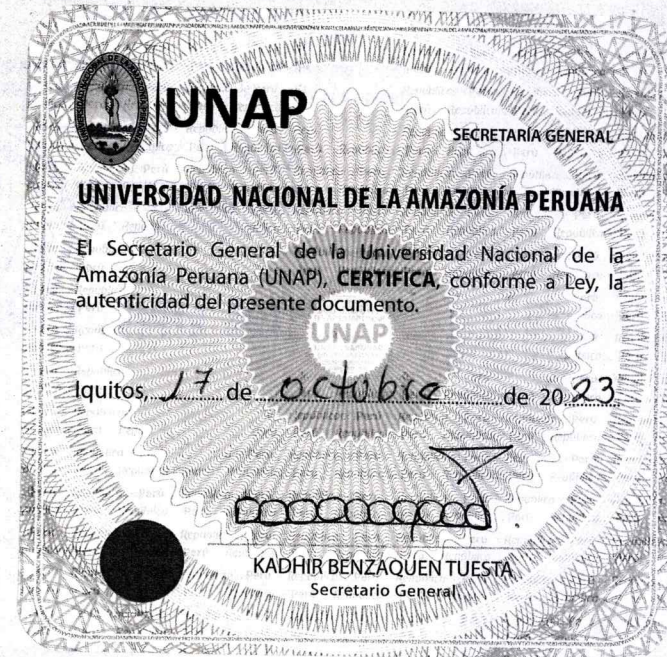 UNAP
SECRETARÍA GENERAL
UNIVERSIDAD NACIONAL DE LA AMAZONÍA PERUANA
El Secretario General de la Universidad Nacional de la
Amazonía Peruana (UNAP), CERTIFICA, conforme a Ley, la
autenticidad del presente documento.
UNAP
Iquitos, 17 de octubre de 2023
KADHIR BENZAQUEN TUESTA
Secretario General